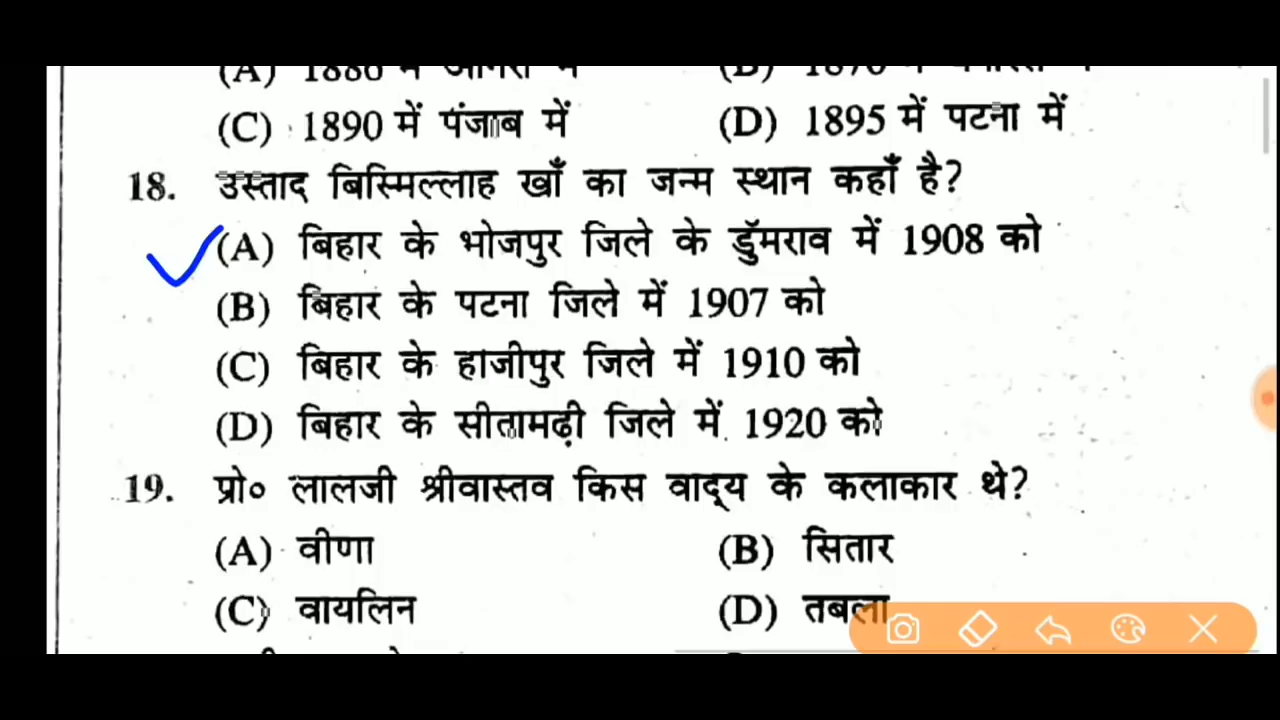 (C) 1890 में पंजाब में (D) 1895 में पटना में
18. उस्ताद बिस्मिल्लाह खाँ का जन्म स्थान कहाँ है?
(A) बिहार के भोजपुर जिले के डुॅमराव में 1908 को
(B) बिहार के पटना जिले में 1907 को
(C) बिहार के हाजीपुर जिले में 1910 को
(D) बिहार के सीतामढ़ी जिले में 1920 को
19. प्रो० लालजी श्रीवास्तव किस वाद्य के कलाकार थे?
(A) वीणा (B) सितार
(C) वायलिन (D) तबला